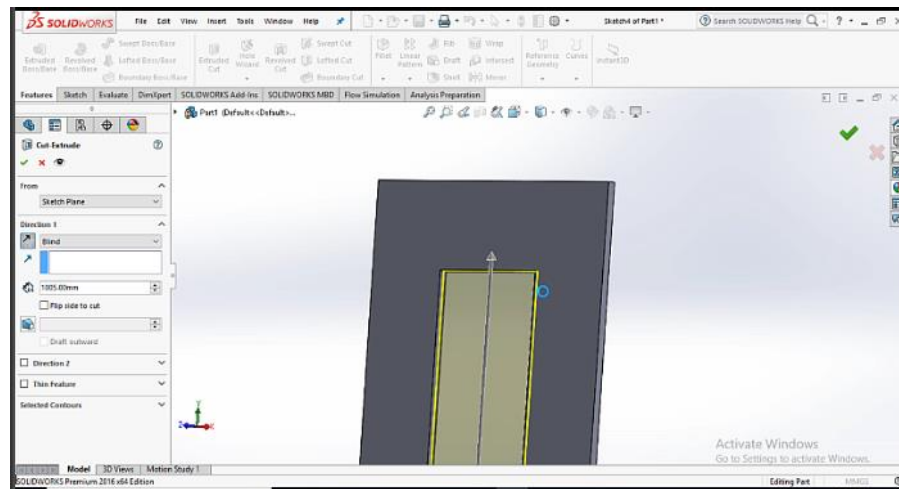 SOLIDWORKS File Edit View Insert Tools Window Help Sketch4 of Part1 * Search SOLIDWORKS Help
Extruded Boss/Base Revolved Boss/Base Swept Boss/Base Lofted Boss/Base Boundary Boss/Base Extruded Cut Hole Wizard Revolved Cut Swept Cut Lofted Cut Boundary Cut Fillet Linear Pattern Rib Draft Shell Wrap Intersect Mirror Reference Geometry Curves Instant3D
Features Sketch Evaluate DimXpert SOLIDWORKS Add-Ins SOLIDWORKS MBD Flow Simulation Analysis Preparation
Part1 (Default<<Default>...
Cut-Extrude
From
Sketch Plane
Direction 1
Blind
1005.00mm
Flip side to cut
Draft outward
Direction 2
Thin Feature
Selected Contours
Y
Z
X
Activate Windows
Go to Settings to activate Windows.
Model 3D Views Motion Study 1
SOLIDWORKS Premium 2016 x64 Edition Editing Part MMGS